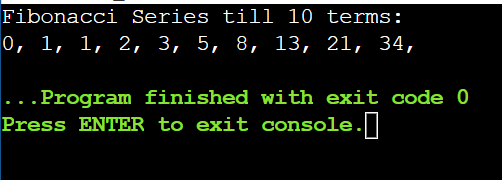 Fibonacci Series till 10 terms:
0, 1, 1, 2, 3, 5, 8, 13, 21, 34,
...Program finished with exit code 0
Press ENTER to exit console.